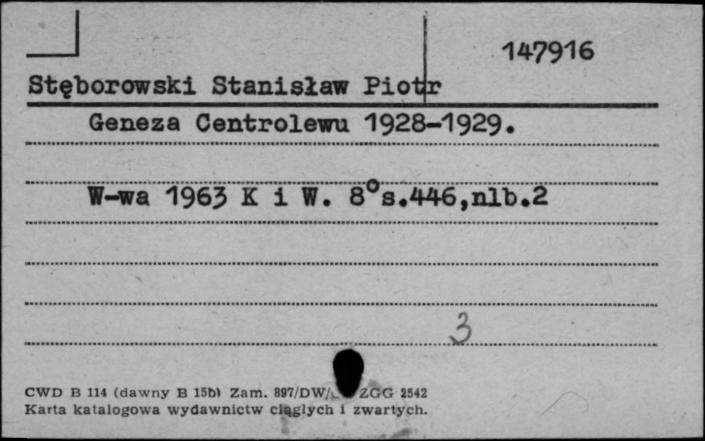 147916
Stęborowski Stanisław Piotr
Geneza Centrolewu 1928-1929.
W-wa 1963 K i W. 8° s.446,nlb.2
3
CWD B 114 (dawny B 15b) Zam. 897/DW/ ZGG 2542
Karta katalogowa wydawnictw ciągłych i zwartych.